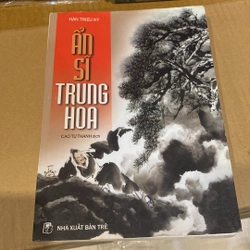 HÀN TRIỆU KỲ
ẨN
SĨ
TRUNG
HOA
CAO TỰ THANH dịch
NHÀ XUẤT BẢN TRẺ